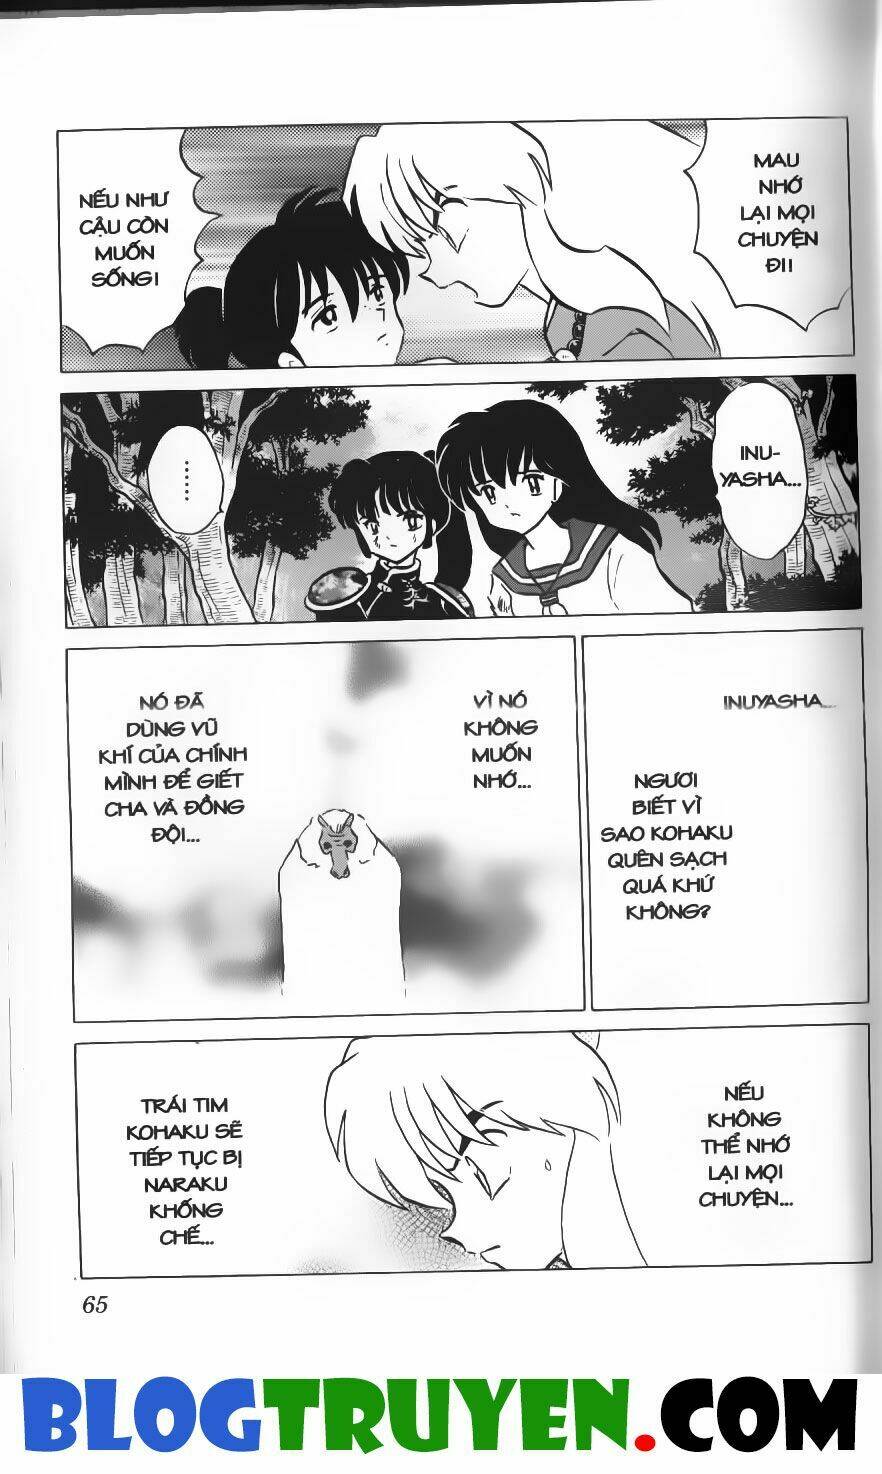 MAU
NHỚ
LẠI MỌI
CHUYỆN
ĐI!
NẾU NHƯ
CẬU CÒN
MUỐN
SỐNG!
INU-
YASHA...
......
INUYASHA...
NGƯƠI
BIẾT VÌ
SAO KOHAKU
QUÊN SẠCH
QUÁ KHỨ
KHÔNG?
VÌ NÓ
KHÔNG
MUỐN
NHỚ...
NÓ ĐÃ
DÙNG VŨ
KHÍ CỦA CHÍNH
MÌNH ĐỂ GIẾT
CHA VÀ ĐỒNG
ĐỘI...
NẾU
KHÔNG
THỂ NHỚ
LẠI MỌI
CHUYỆN...
TRÁI TIM
KOHAKU SẼ
TIẾP TỤC BỊ
NARAKU
KHỐNG
CHẾ...
65
BLOGTRUYEN.COM